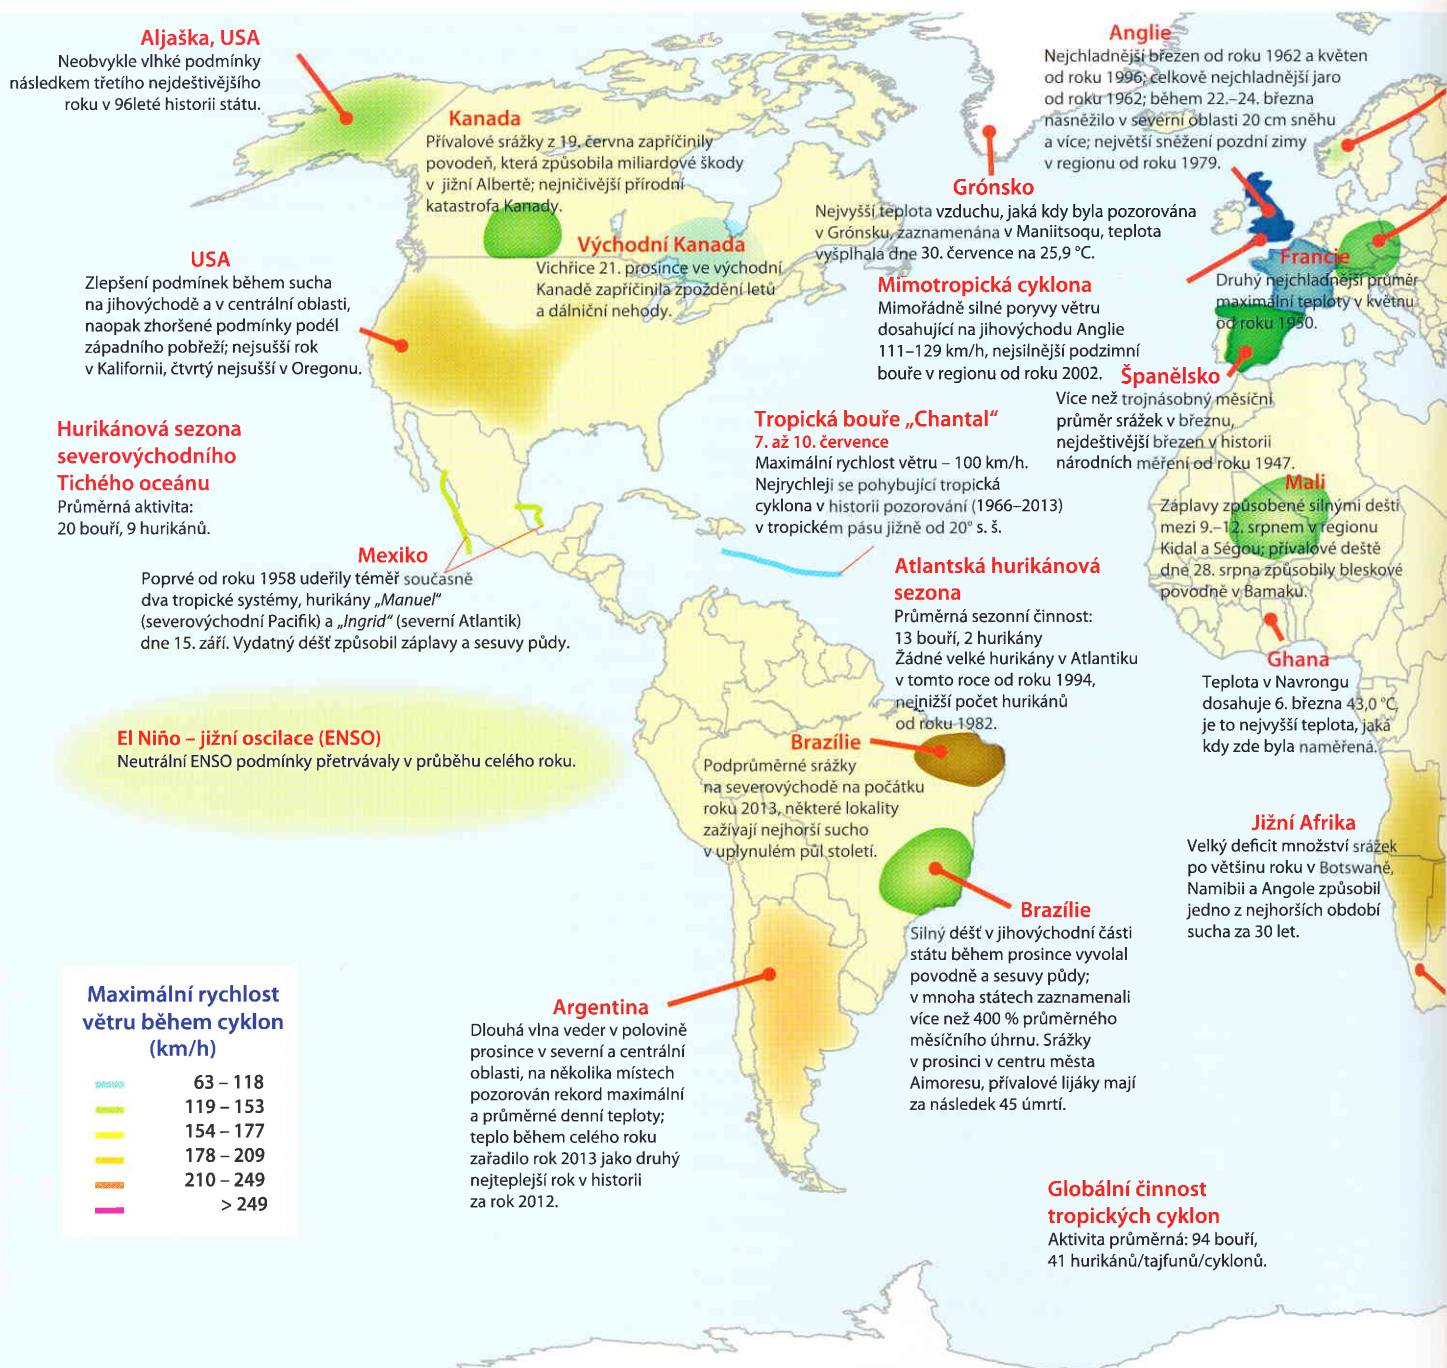 Aljaška, USA
Neobvykle vlhké podmínky
následkem třetího nejdeštivějšího
roku v 96leté historii státu.
Kanada
Přívalové srážky z 19. června zapříčinily
povodeň, která způsobila miliardové škody
v jižní Albertě; nejničivější přírodní
katastrofa Kanady.
Anglie
Nejchladnější březen od roku 1962 a květen
od roku 1996; celkově nejchladnější jaro
od roku 1962; během 22.–24. března
nasněžilo v severní oblasti 20 cm sněhu
a více; největší sněžení pozdní zimy
v regionu od roku 1979.
Grónsko
Nejvyšší teplota vzduchu, jaká kdy byla pozorována
v Grónsku, zaznamenána v Maniitsoqu, teplota
vyšplhala dne 30. července na 25,9 °C.
Východní Kanada
Vichřice 21. prosince ve východní
Kanadě zapříčinila zpoždění letů
a dálniční nehody.
USA
Zlepšení podmínek během sucha
na jihovýchodě a v centrální oblasti,
naopak zhoršené podmínky podél
západního pobřeží; nejsušší rok
v Kalifornii, čtvrtý nejsušší v Oregonu.
Mimotropická cyklona
Mimořádně silné poryvy větru
dosahující na jihovýchodu Anglie
111–129 km/h, nejsilnější podzimní
bouře v regionu od roku 2002.
Francie
Druhý nejchladnější průměr
maximální teploty v květnu
od roku 1950.
Španělsko
Více než trojnásobný měsíční
průměr srážek v březnu,
nejdeštivější březen v historii
národních měření od roku 1947.
Hurikánová sezona
severovýchodního
Tichého oceánu
Průměrná aktivita:
20 bouří, 9 hurikánů.
Tropická bouře „Chantal“
7. až 10. července
Maximální rychlost větru – 100 km/h.
Nejrychleji se pohybující tropická
cyklona v historii pozorování (1966–2013)
v tropickém pásu jižně od 20° s. š.
Mali
Záplavy způsobené silnými dešti
mezi 9.–12. srpnem v regionu
Kidal a Ségou; přívalové deště
dne 28. srpna způsobily bleskové
povodně v Bamaku.
Mexiko
Poprvé od roku 1958 udeřily téměř současně
dva tropické systémy, hurikány „Manuel“
(severovýchodní Pacifik) a „Ingrid“ (severní Atlantik)
dne 15. září. Vydatný déšť způsobil záplavy a sesuvy půdy.
Atlantská hurikánová
sezona
Průměrná sezonní činnost:
13 bouří, 2 hurikány
Žádné velké hurikány v Atlantiku
v tomto roce od roku 1994,
nejnižší počet hurikánů
od roku 1982.
Ghana
Teplota v Navrongu
dosahuje 6. března 43,0 °C,
je to nejvyšší teplota, jaká
kdy zde byla naměřená.
El Niño – jižní oscilace (ENSO)
Neutrální ENSO podmínky přetrvávaly v průběhu celého roku.
Brazílie
Podprůměrné srážky
na severovýchodě na počátku
roku 2013, některé lokality
zažívají nejhorší sucho
v uplynulém půl století.
Jižní Afrika
Velký deficit množství srážek
po většinu roku v Botswaně,
Namibii a Angole způsobil
jedno z nejhorších období
sucha za 30 let.
Brazílie
Silný déšť v jihovýchodní části
státu během prosince vyvolal
povodně a sesuvy půdy;
v mnoha státech zaznamenali
více než 400 % průměrného
měsíčního úhrnu. Srážky
v prosinci v centru města
Aimoresu, přívalové lijáky mají
za následek 45 úmrtí.
Argentina
Dlouhá vlna veder v polovině
prosince v severní a centrální
oblasti, na několika místech
pozorován rekord maximální
a průměrné denní teploty;
teplo během celého roku
zařadilo rok 2013 jako druhý
nejteplejší rok v historii
za rok 2012.
Maximální rychlost
větru během cyklon
(km/h)
63 – 118
119 – 153
154 – 177
178 – 209
210 – 249
> 249
Globální činnost
tropických cyklon
Aktivita průměrná: 94 bouří,
41 hurikánů/tajfunů/cyklonů.